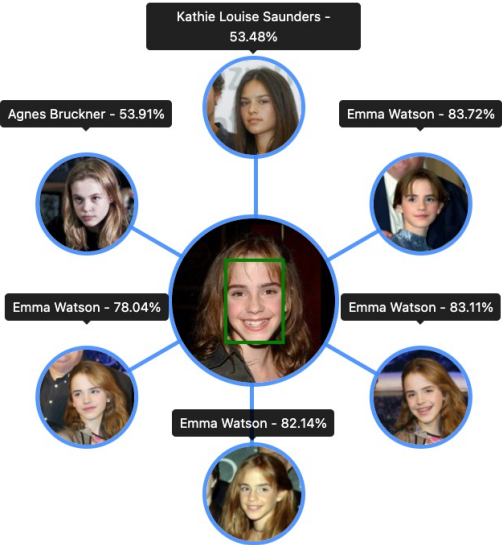 Kathie Louise Saunders -
53.48%
Agnes Bruckner - 53.91%
Emma Watson - 83.72%
Emma Watson - 78.04%
Emma Watson - 83.11%
Emma Watson - 82.14%